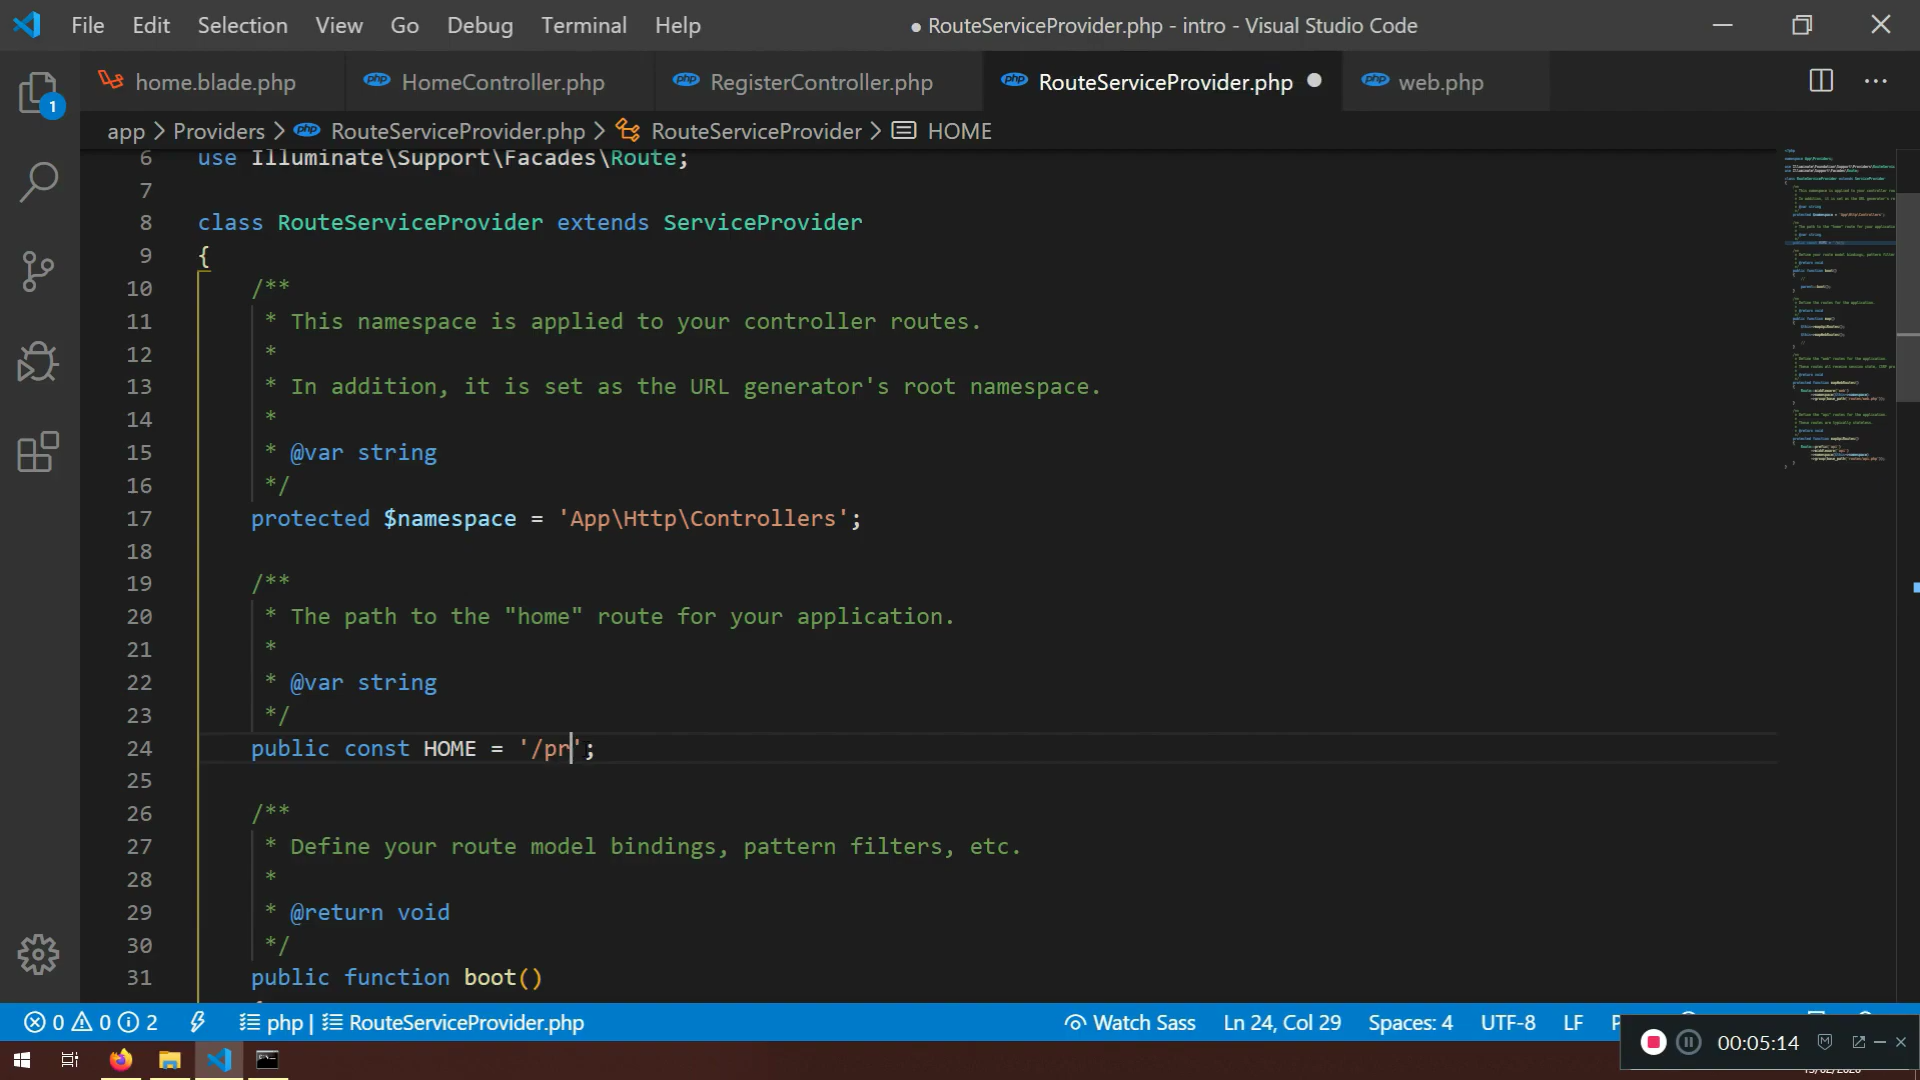 File Edit Selection View Go Debug Terminal Help ● RouteServiceProvider.php - intro - Visual Studio Code
home.blade.php HomeController.php RegisterController.php RouteServiceProvider.php web.php
app > Providers > RouteServiceProvider.php > RouteServiceProvider > HOME
1
6 use Illuminate\Support\Facades\Route;
7
8 class RouteServiceProvider extends ServiceProvider
9 {
10 /**
11 * This namespace is applied to your controller routes.
12 *
13 * In addition, it is set as the URL generator's root namespace.
14 *
15 * @var string
16 */
17 protected $namespace = 'App\Http\Controllers';
18
19 /**
20 * The path to the "home" route for your application.
21 *
22 * @var string
23 */
24 public const HOME = '/pr';
25
26 /**
27 * Define your route model bindings, pattern filters, etc.
28 *
29 * @return void
30 */
31 public function boot()
0 0 2 php | RouteServiceProvider.php Watch Sass Ln 24, Col 29 Spaces: 4 UTF-8 LF
00:05:14